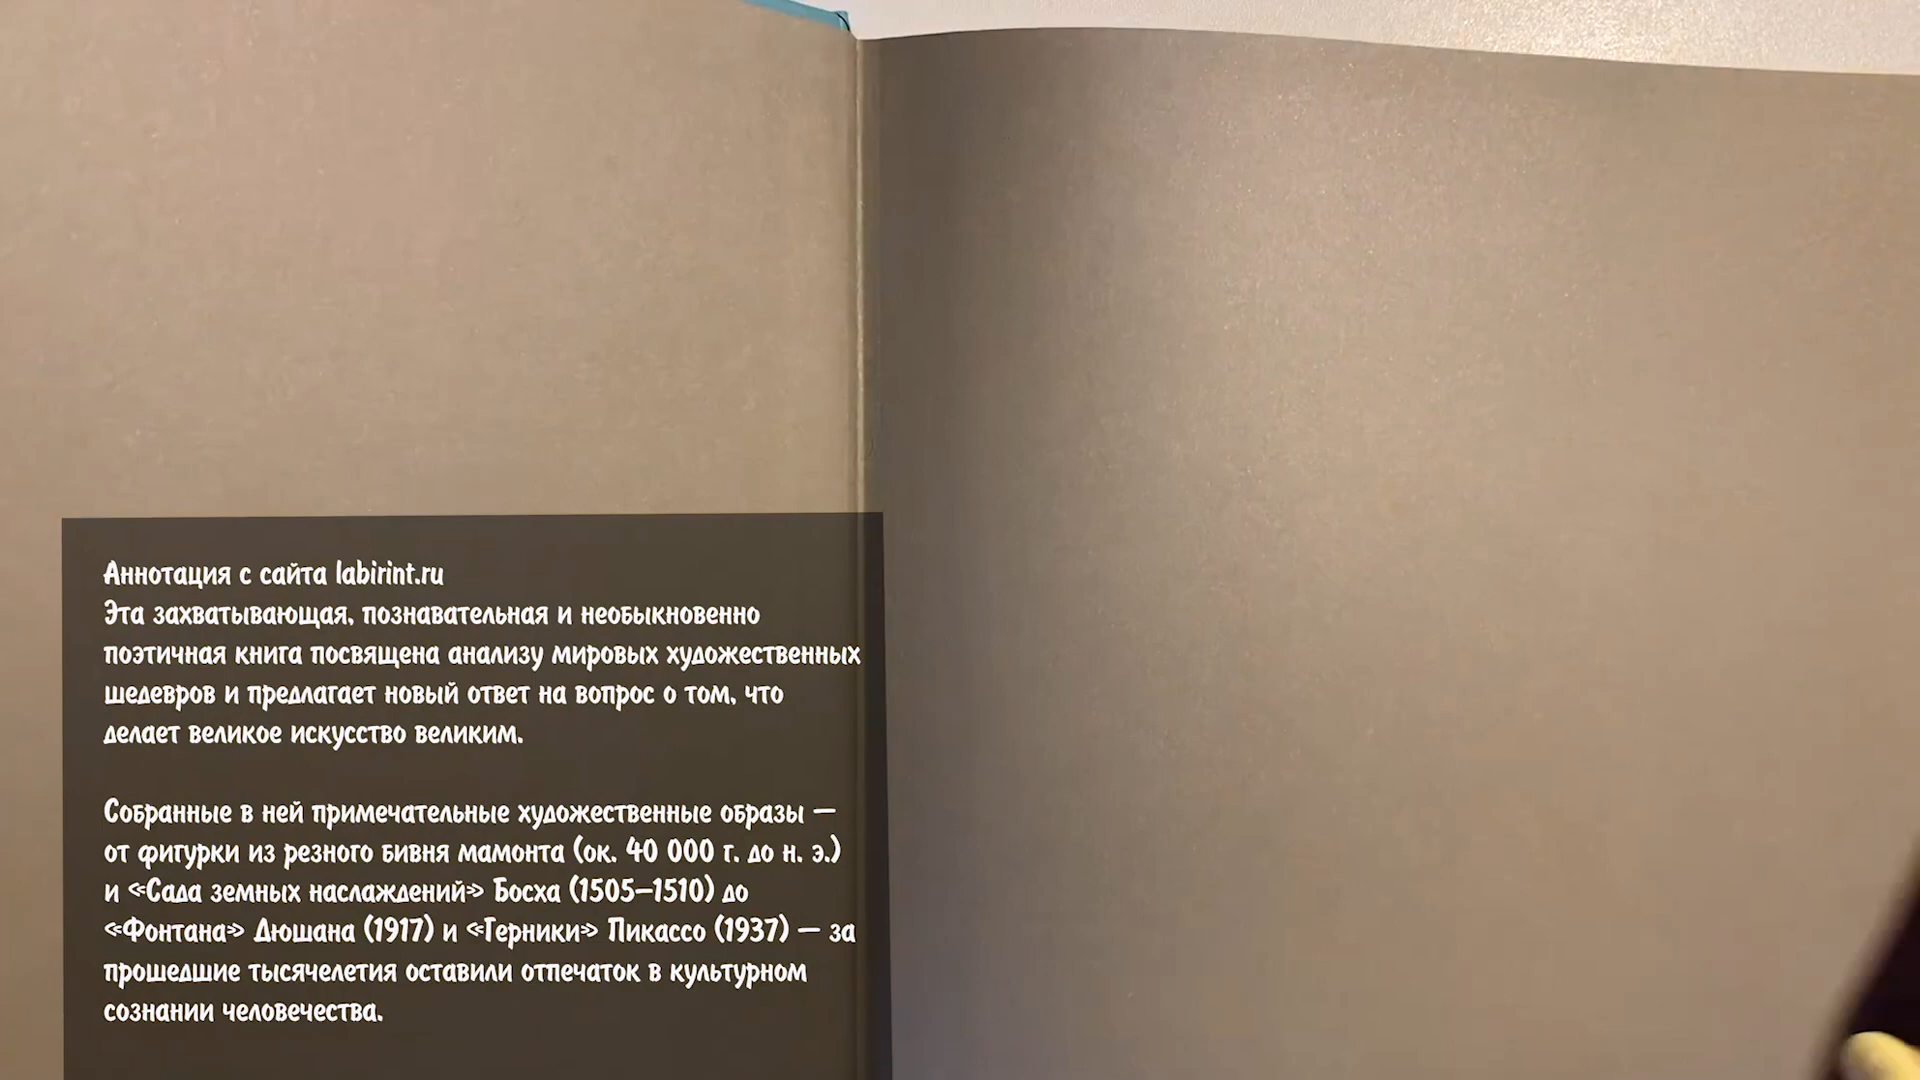 Аннотация с сайта labirint.ru
Эта захватывающая, познавательная и необыкновенно
поэтичная книга посвящена анализу мировых художественных
шедевров и предлагает новый ответ на вопрос о том, что
делает великое искусство великим.
Собранные в ней примечательные художественные образы —
от фигурки из резного бивня мамонта (ок. 40 000 г. до н. э.)
и «Сада земных наслаждений» Босха (1505–1510) до
«Фонтана» Дюшана (1917) и «Герники» Пикассо (1937) — за
прошедшие тысячелетия оставили отпечаток в культурном
сознании человечества.